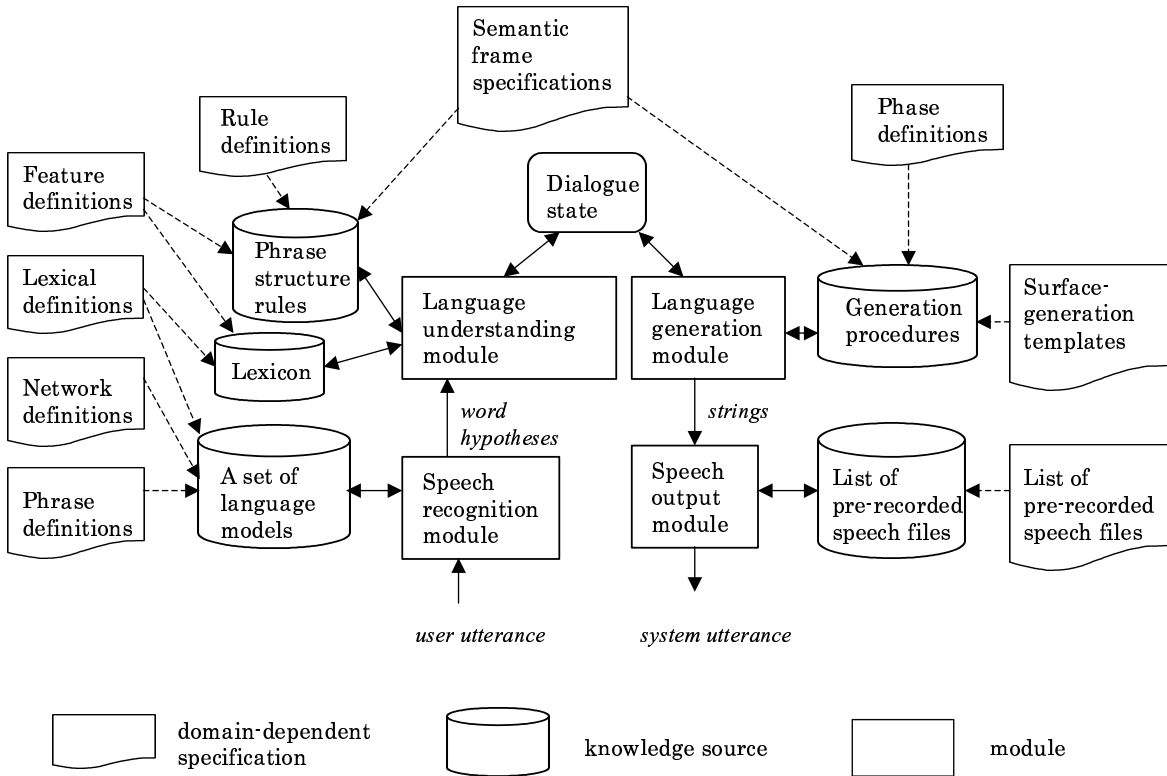 Semantic
frame
specifications
Rule
definitions
Phase
definitions
Feature
definitions
Dialogue
state
Phrase
structure
rules
Lexical
definitions
Language
understanding
module
Language
generation
module
Generation
procedures
Surface-
generation
templates
Lexicon
Network
definitions
word
hypotheses
strings
Phrase
definitions
A set of
language
models
Speech
recognition
module
Speech
output
module
List of
pre-recorded
speech files
List of
pre-recorded
speech files
user utterance
system utterance
domain-dependent
specification
knowledge source
module